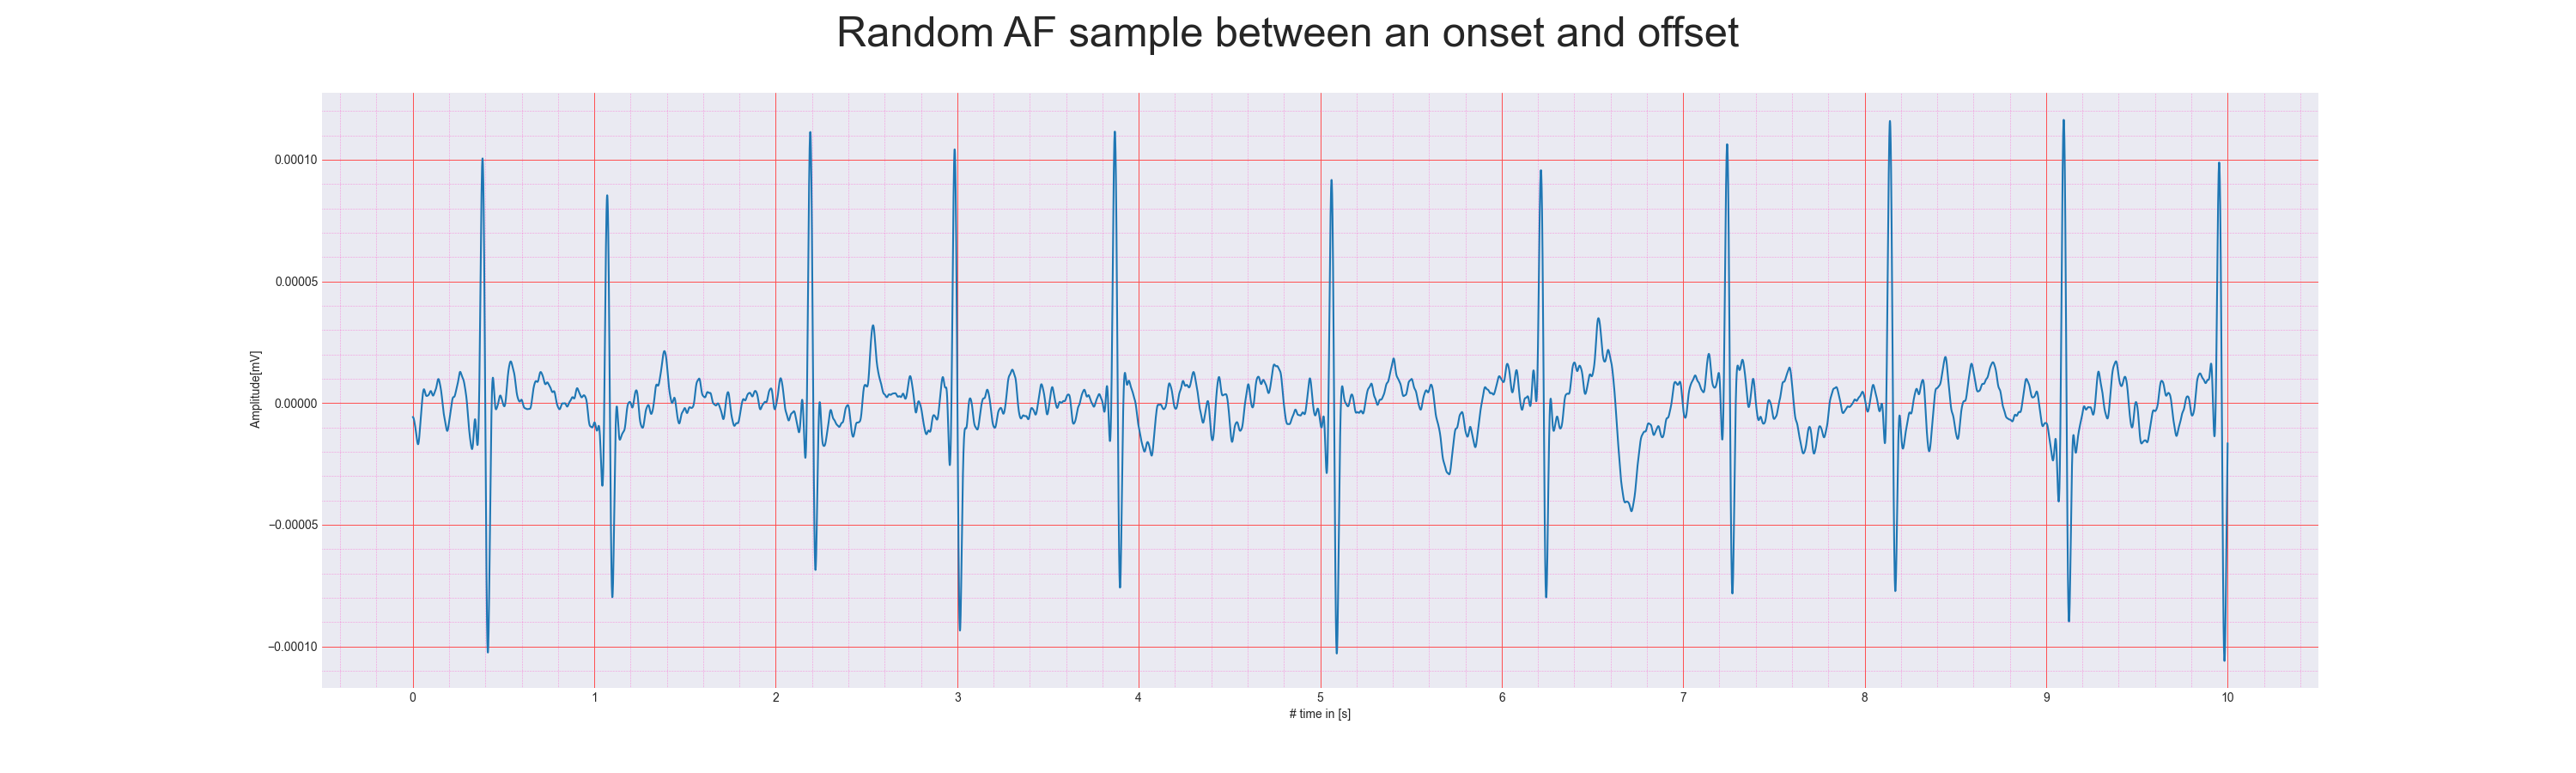 Random AF sample between an onset and offset
0.00010
0.00005
0.00000
−0.00005
−0.00010
Amplitude[mV]
0 1 2 3 4 5 6 7 8 9 10
# time in [s]